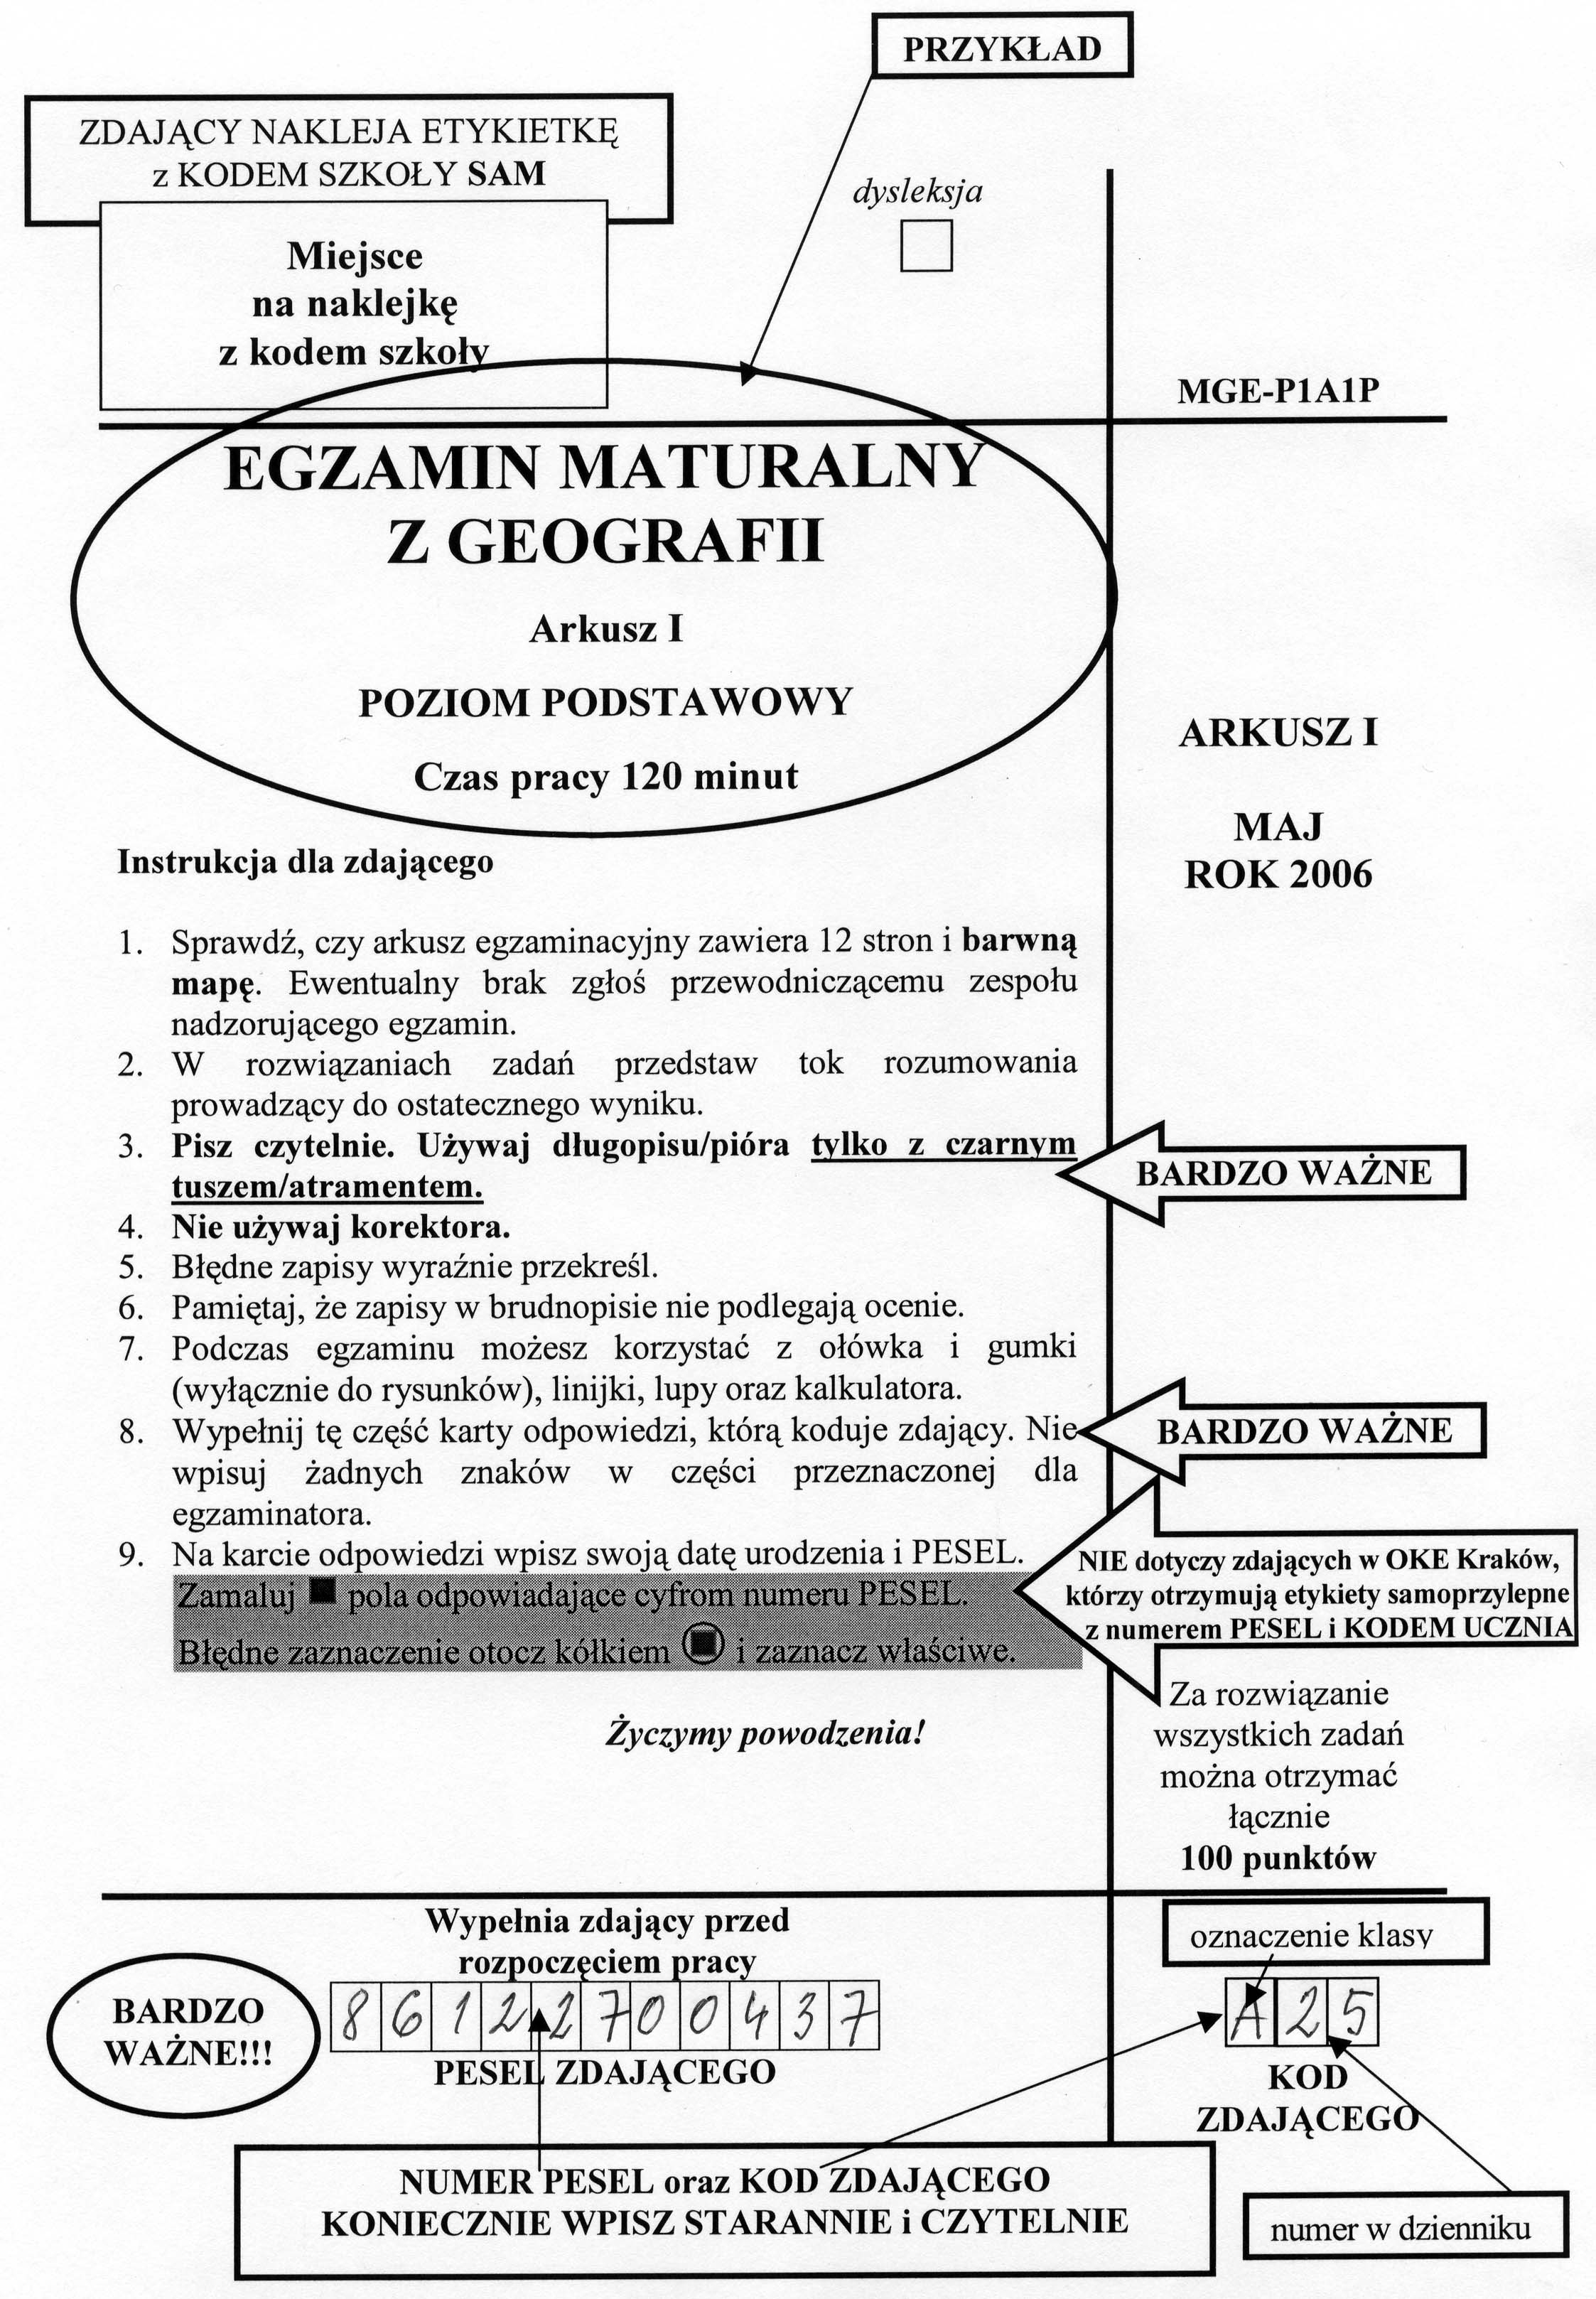 PRZYKŁAD
ZDAJĄCY NAKLEJA ETYKIETKĘ
z KODEM SZKOŁY SAM
dysleksja
Miejsce
na naklejkę
z kodem szkoły
MGE-P1A1P
EGZAMIN MATURALNY
Z GEOGRAFII
Arkusz I
POZIOM PODSTAWOWY
Czas pracy 120 minut
ARKUSZ I
MAJ
ROK 2006
Instrukcja dla zdającego
1. Sprawdź, czy arkusz egzaminacyjny zawiera 12 stron i barwną
mapę. Ewentualny brak zgłoś przewodniczącemu zespołu
nadzorującego egzamin.
2. W rozwiązaniach zadań przedstaw tok rozumowania
prowadzący do ostatecznego wyniku.
3. Pisz czytelnie. Używaj długopisu/pióra tylko z czarnym
tuszem/atramentem.
BARDZO WAŻNE
4. Nie używaj korektora.
5. Błędne zapisy wyraźnie przekreśl.
6. Pamiętaj, że zapisy w brudnopisie nie podlegają ocenie.
7. Podczas egzaminu możesz korzystać z ołówka i gumki
(wyłącznie do rysunków), linijki, lupy oraz kalkulatora.
8. Wypełnij tę część karty odpowiedzi, którą koduje zdający. Nie
wpisuj żadnych znaków w części przeznaczonej dla
egzaminatora.
BARDZO WAŻNE
9. Na karcie odpowiedzi wpisz swoją datę urodzenia i PESEL.
Zamaluj ■ pola odpowiadające cyfrom numeru PESEL.
Błędne zaznaczenie otocz kółkiem i zaznacz właściwe.
NIE dotyczy zdających w OKE Kraków,
którzy otrzymują etykiety samoprzylepne
z numerem PESEL i KODEM UCZNIA
Życzymy powodzenia!
Za rozwiązanie
wszystkich zadań
można otrzymać
łącznie
100 punktów
Wypełnia zdający przed
rozpoczęciem pracy
oznaczenie klasy
BARDZO
WAŻNE!!!
86122700437
PESEL ZDAJĄCEGO
A25
KOD
ZDAJĄCEGO
NUMER PESEL oraz KOD ZDAJĄCEGO
KONIECZNIE WPISZ STARANNIE i CZYTELNIE
numer w dzienniku